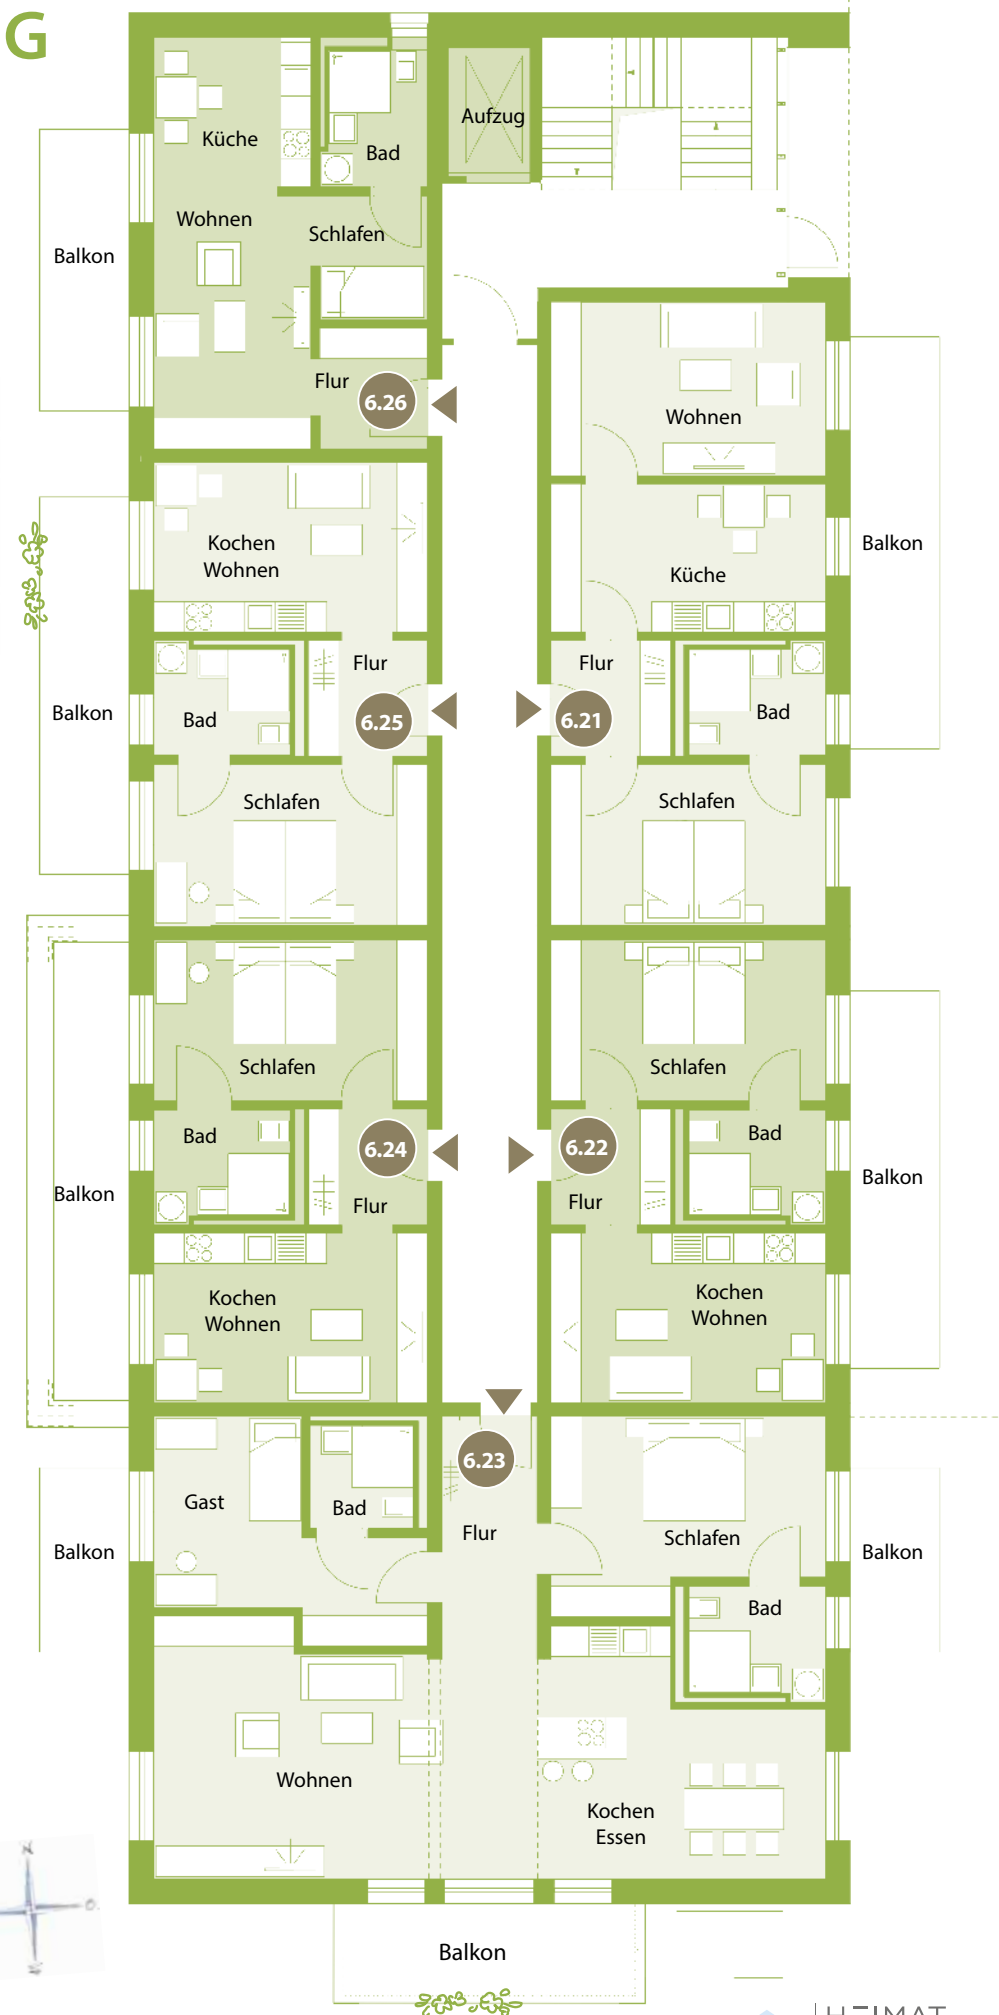 G
Küche
Bad
Aufzug
Wohnen
Schlafen
Balkon
Flur
6.26
Wohnen
Kochen
Wohnen
Balkon
Küche
Flur
Flur
Balkon
Bad
6.25
6.21
Bad
Schlafen
Schlafen
Schlafen
Schlafen
Bad
6.24
6.22
Bad
Balkon
Flur
Flur
Balkon
Kochen
Wohnen
Kochen
Wohnen
6.23
Gast
Bad
Flur
Schlafen
Balkon
Balkon
Bad
Wohnen
Kochen
Essen
N
O
Balkon
HEIMAT